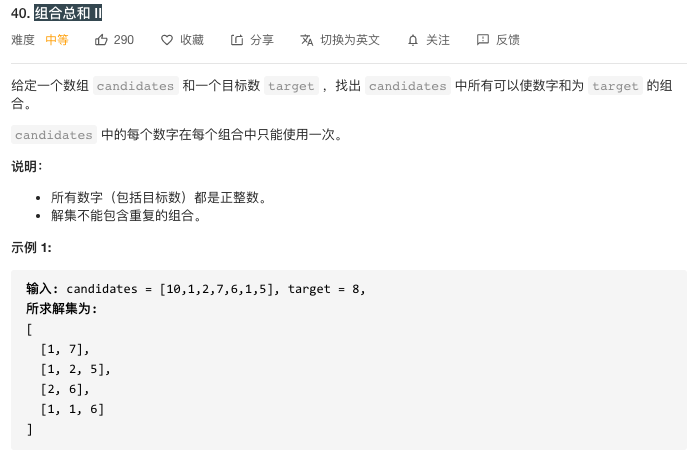 40. 组合总和 II
难度 中等 290 收藏 分享 切换为英文 关注 反馈
给定一个数组 candidates 和一个目标数 target ，找出 candidates 中所有可以使数字和为 target 的组
合。
candidates 中的每个数字在每个组合中只能使用一次。
说明：
所有数字（包括目标数）都是正整数。
解集不能包含重复的组合。
示例 1:
输入: candidates = [10,1,2,7,6,1,5], target = 8,
所求解集为:
[
[1, 7],
[1, 2, 5],
[2, 6],
[1, 1, 6]
]